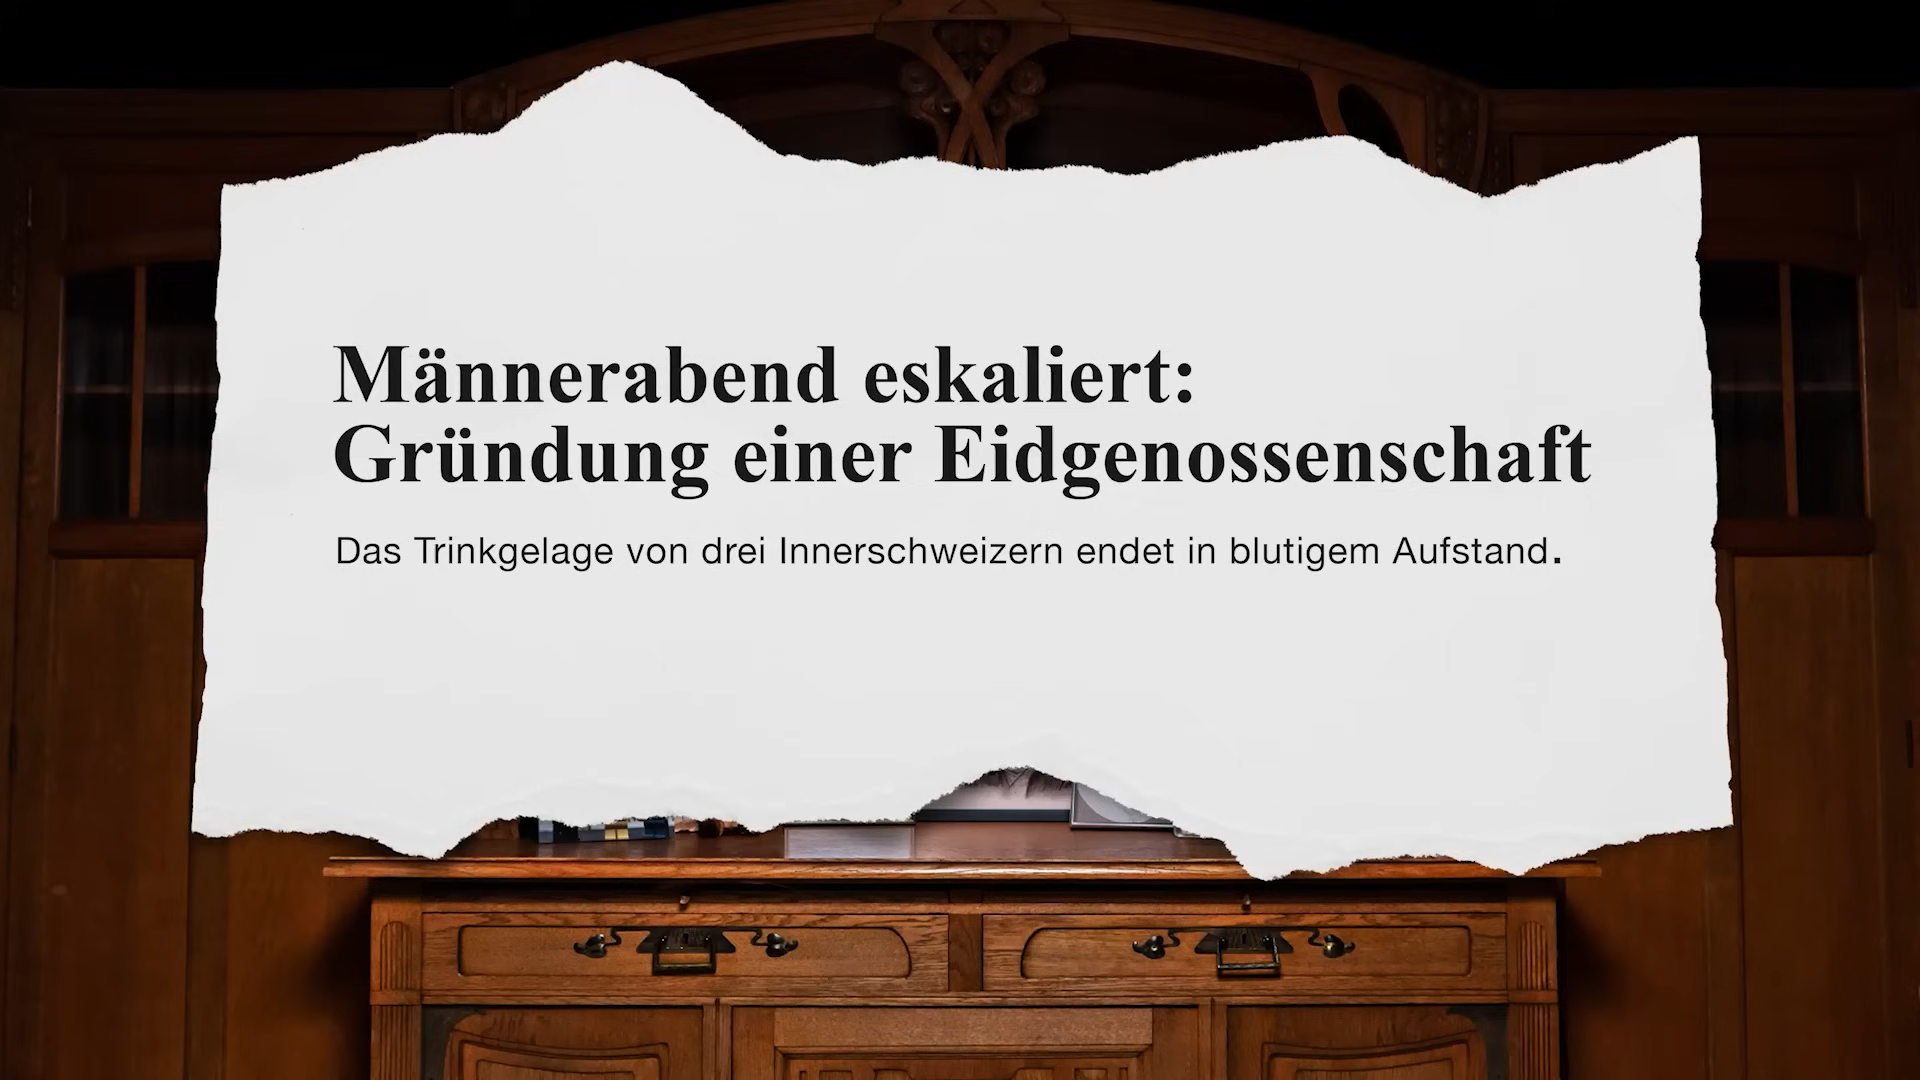 Männerabend eskaliert:
Gründung einer Eidgenossenschaft
Das Trinkgelage von drei Innerschweizern endet in blutigem Aufstand.